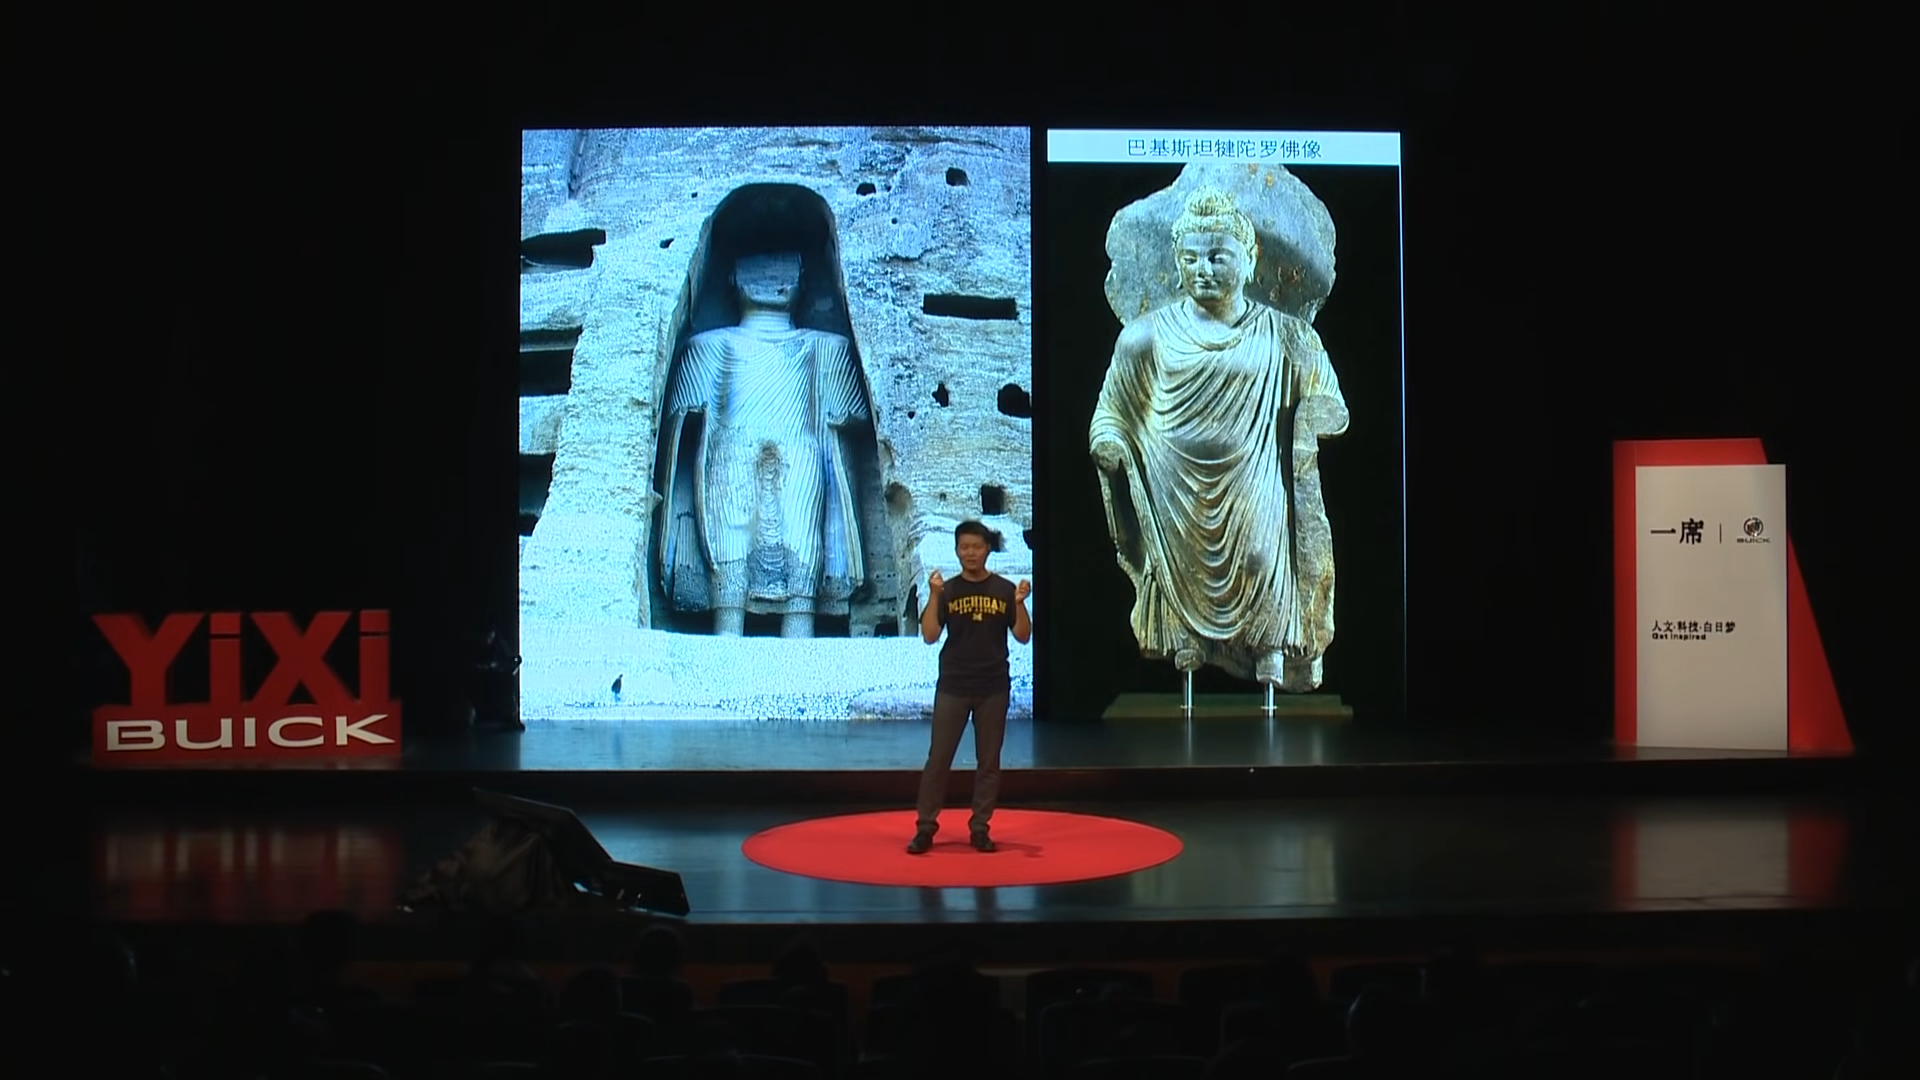 巴基斯坦犍陀罗佛像
YiXi
BUICK
MICHIGAN
M
一席 | BUICK
人文·科技·白日梦
Get Inspired